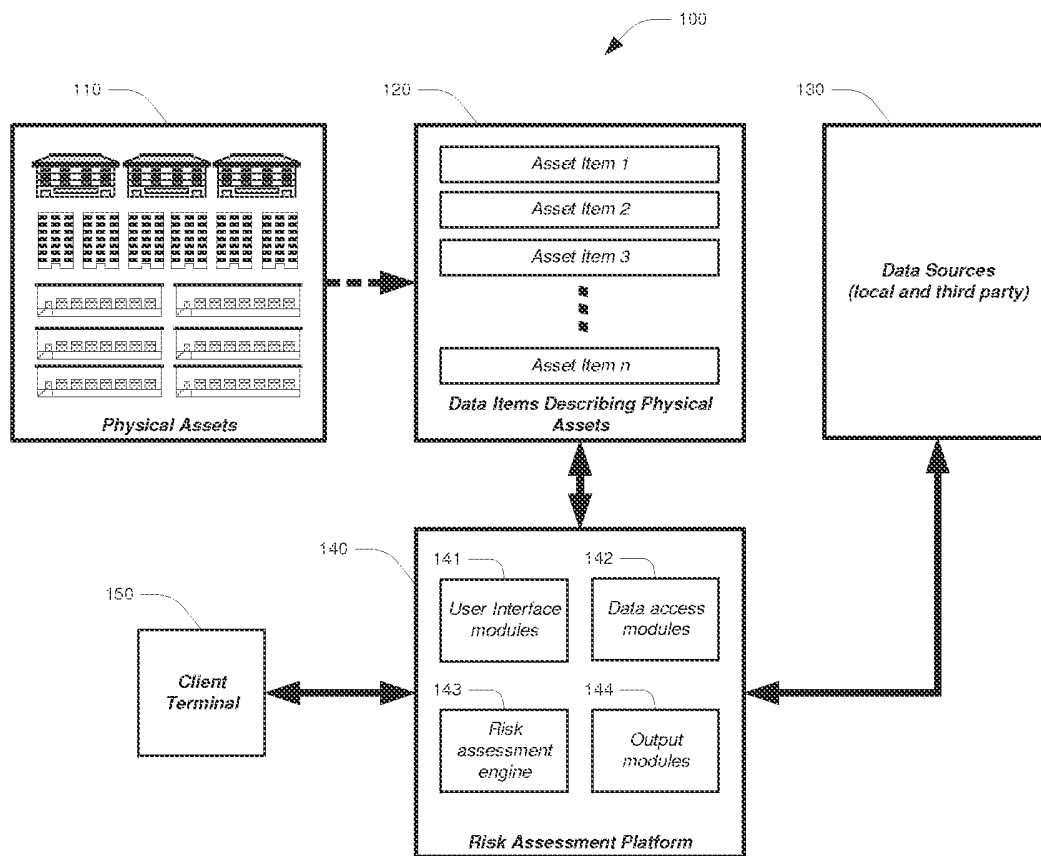 100
110
120
130
Asset Item 1
Asset Item 2
Asset Item 3
Asset Item n
Physical Assets
Data Items Describing Physical
Assets
Data Sources
(local and third party)
140
141
142
User Interface
modules
Data access
modules
150
Client
Terminal
143
144
Risk
assessment
engine
Output
modules
Risk Assessment Platform